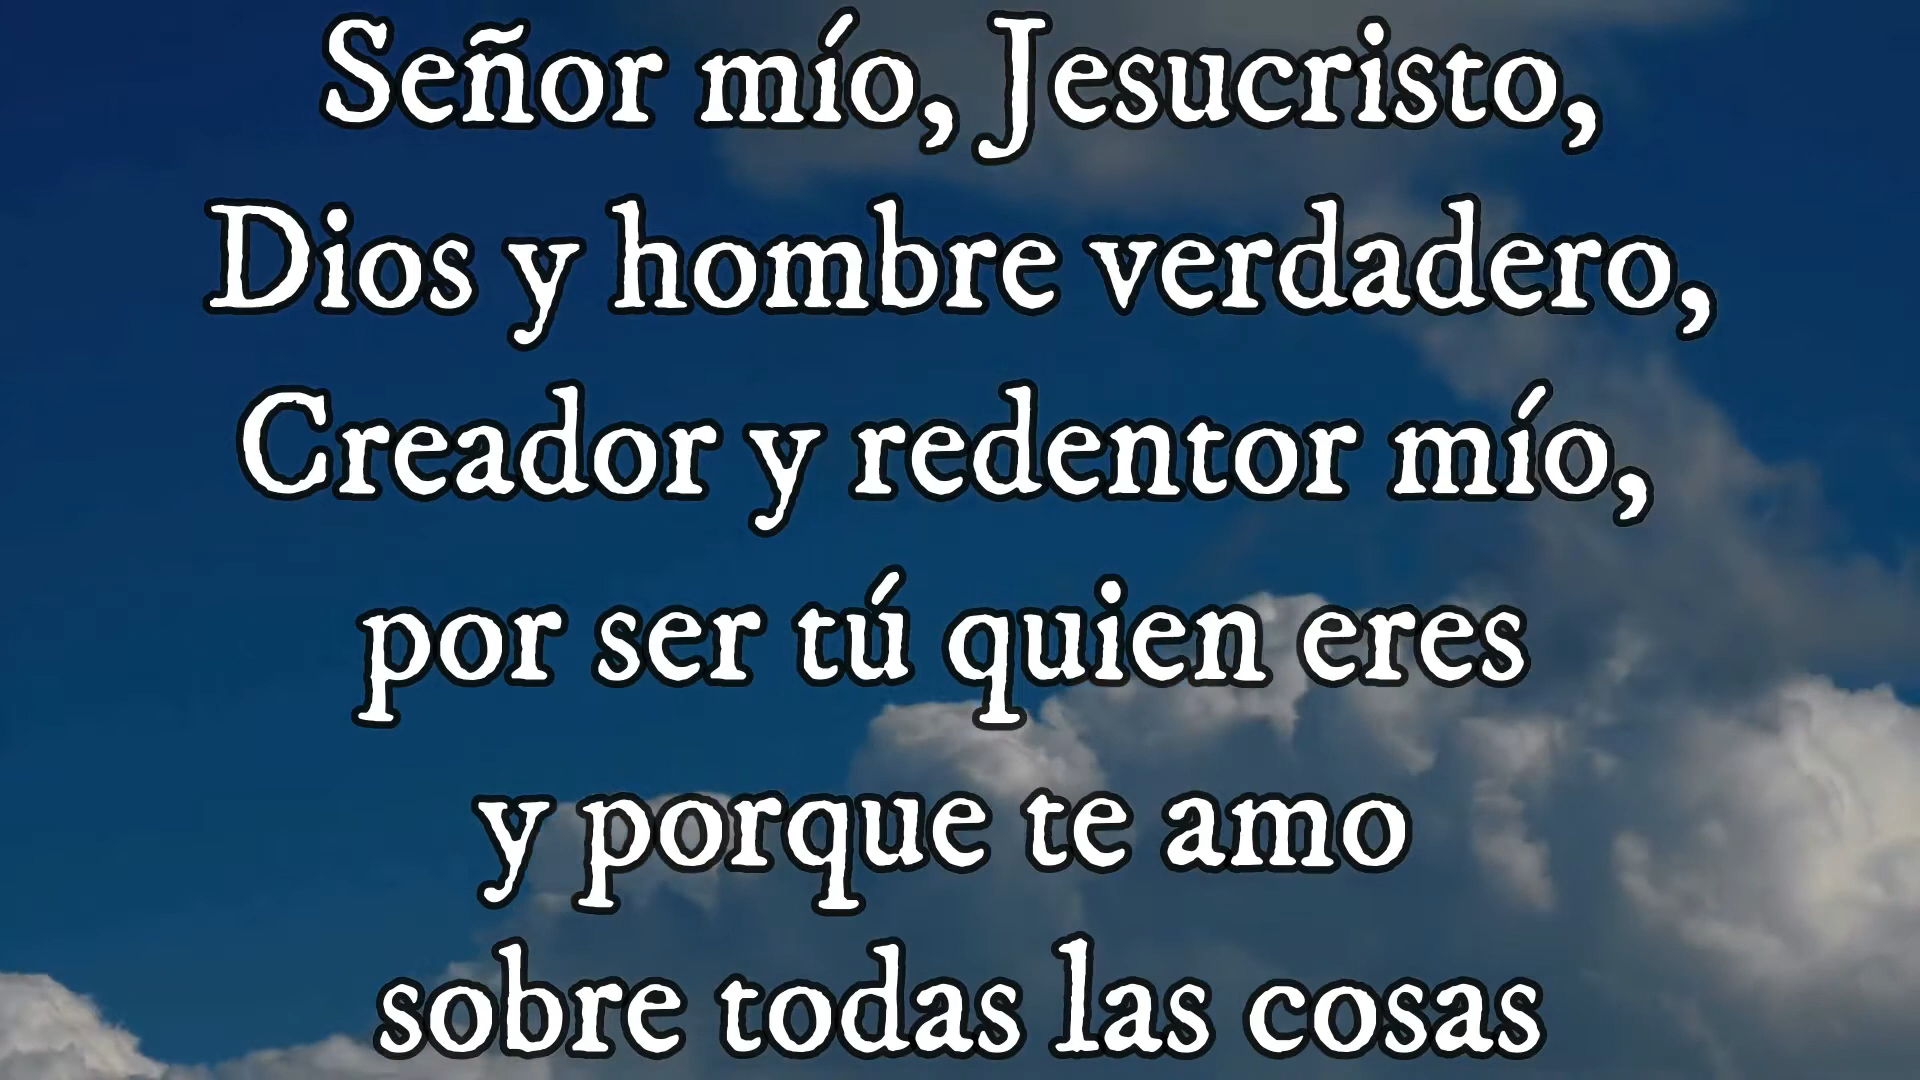 Señor mío, Jesucristo,
Dios y hombre verdadero,
Creador y redentor mío,
por ser tú quien eres
y porque te amo
sobre todas las cosas